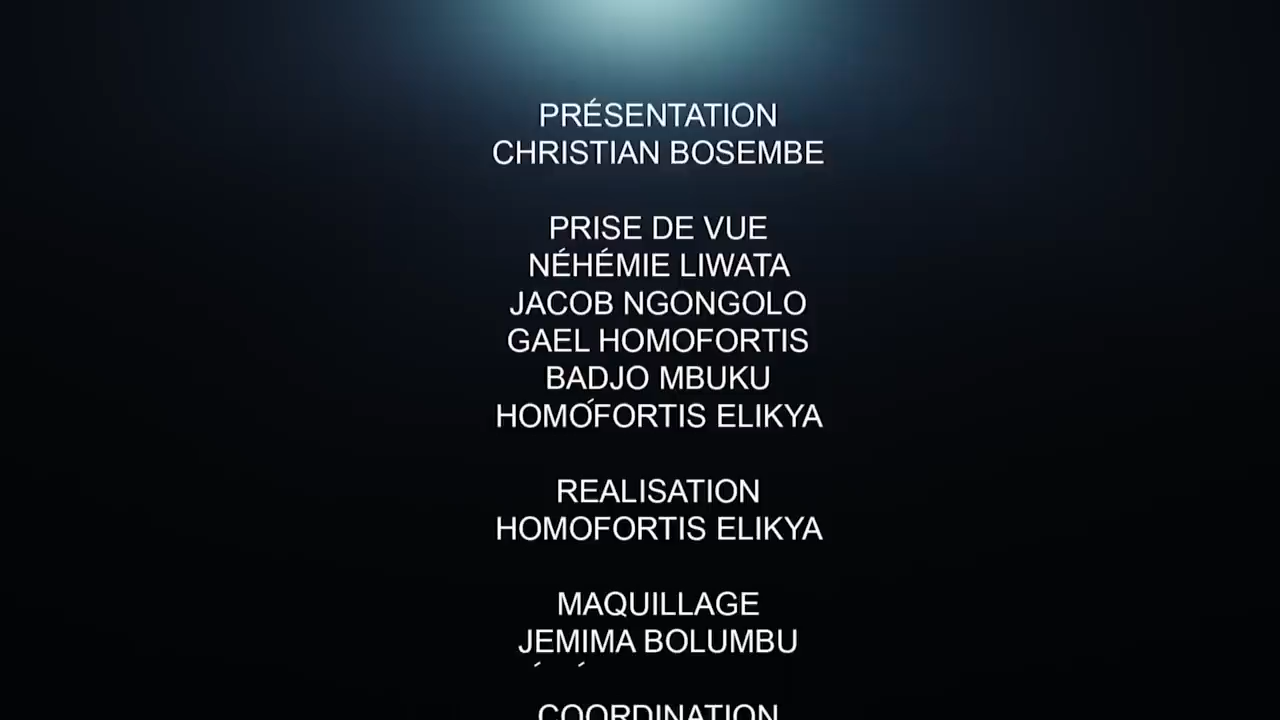 PRÉSENTATION
CHRISTIAN BOSEMBE
PRISE DE VUE
NÉHÉMIE LIWATA
JACOB NGONGOLO
GAEL HOMOFORTIS
BADJO MBUKU
HOMOFORTIS ELIKYA
REALISATION
HOMOFORTIS ELIKYA
MAQUILLAGE
JEMIMA BOLUMBU
COORDINATION